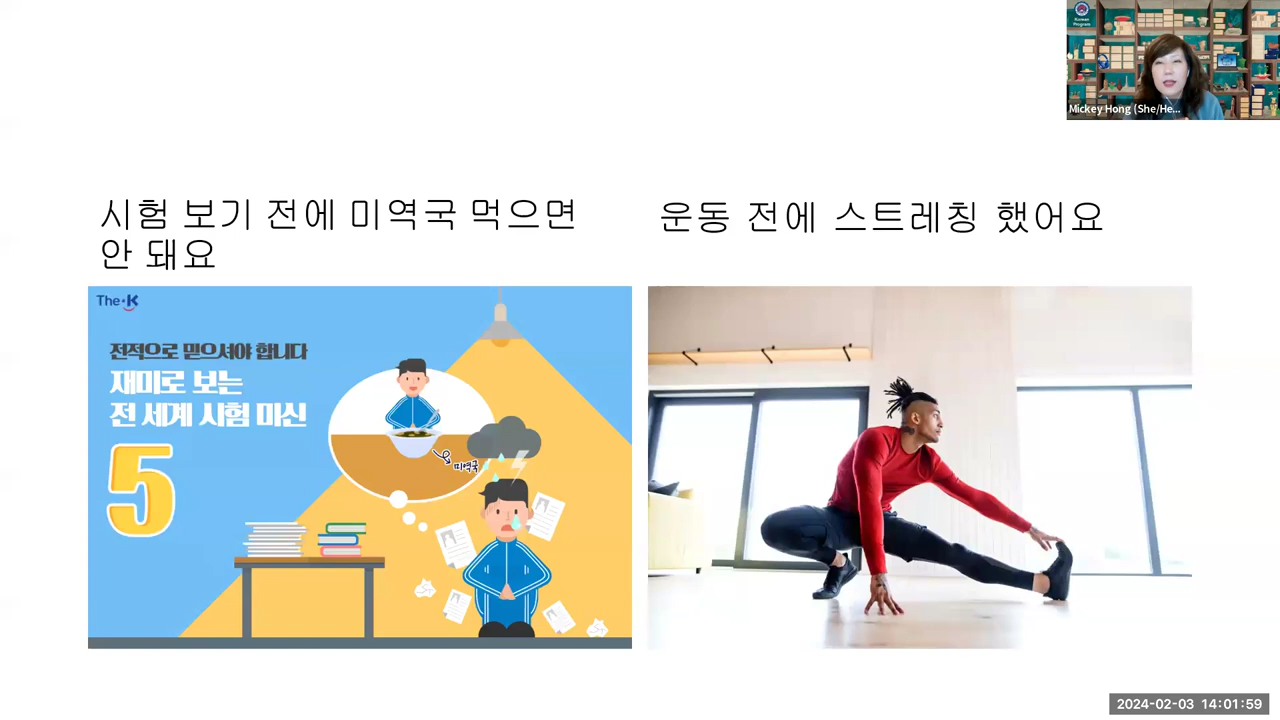 Korean
Program
Mickey Hong (She/He...
시험 보기 전에 미역국 먹으면
안 돼요
운동 전에 스트레칭 했어요
The·K
전적으로 믿으셔야 합니다
재미로 보는
전 세계 시험 미신
5
미역국
2024-02-03 14:01:59